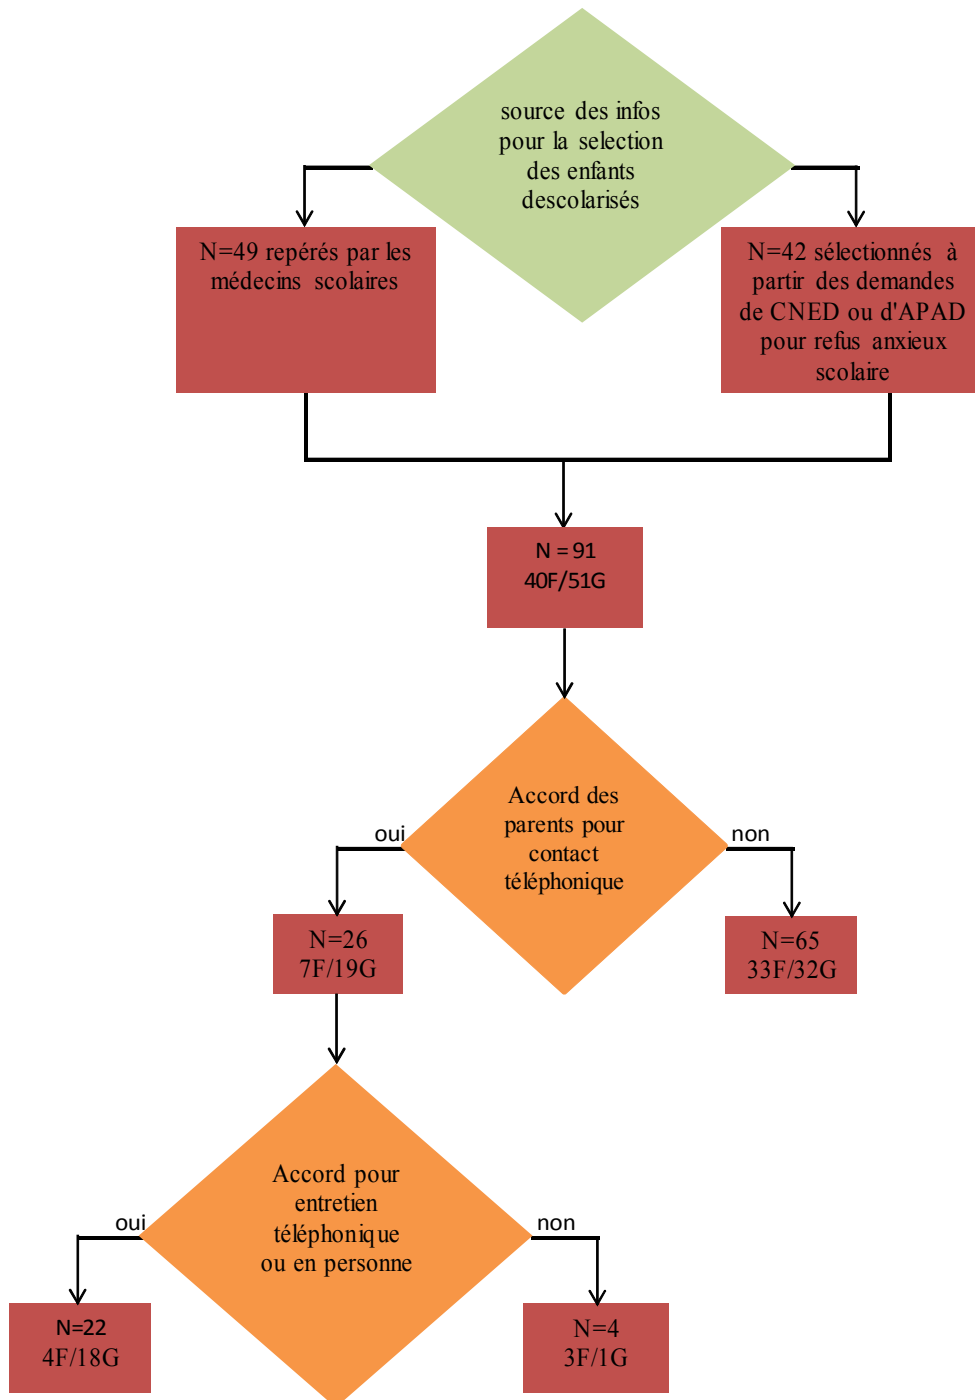 source des infos
pour la selection
des enfants
descolarisés
N=49 repérés par les
médecins scolaires
N=42 sélectionnés à
partir des demandes
de CNED ou d'APAD
pour refus anxieux
scolaire
N = 91
40F/51G
Accord des
parents pour
contact
téléphonique
oui
non
N=26
7F/19G
N=65
33F/32G
Accord pour
entretien
téléphonique
ou en personne
oui
non
N=22
4F/18G
N=4
3F/1G